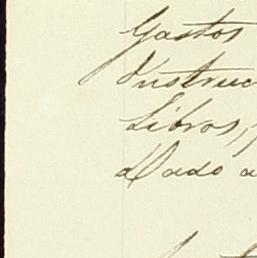 Gastos
Instruc
Libros,
Dado a